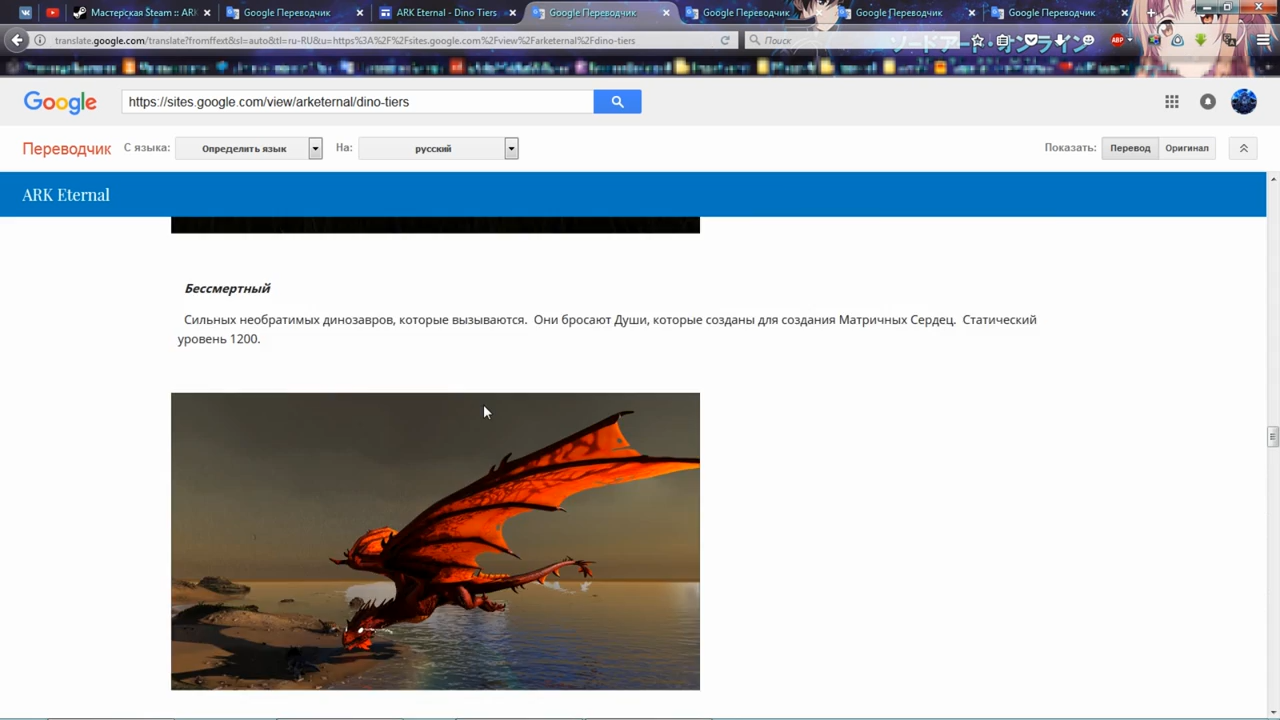 Мастерская Steam :: ARK
Google Переводчик
ARK Eternal - Dino Tiers
Google Переводчик
Google Переводчик
Google Переводчик
Google Переводчик
translate.google.com/translate?fromffext&sl=auto&tl=ru-RU&u=https%3A%2F%2Fsites.google.com%2Fview%2Farketernal%2Fdino-tiers
Поиск
ABP
Google
https://sites.google.com/view/arketernal/dino-tiers
Переводчик
С языка:
Определить язык
На:
русский
Показать:
Перевод
Оригинал
ARK Eternal
Бессмертный
Сильных необратимых динозавров, которые вызываются. Они бросают Души, которые созданы для создания Матричных Сердец. Статический
уровень 1200.